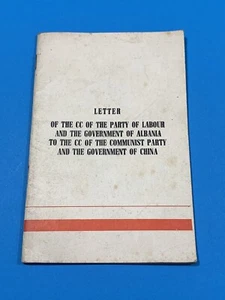 LETTER
OF THE CC OF THE PARTY OF LABOUR
AND THE GOVERNMENT OF ALBANIA
TO THE CC OF THE COMMUNIST PARTY
AND THE GOVERNMENT OF CHINA